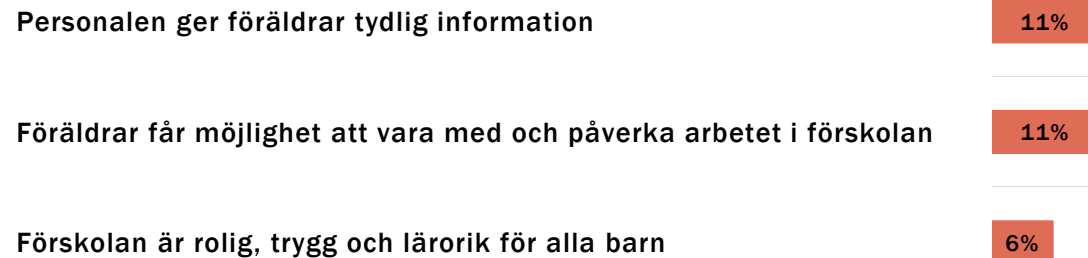 Personalen ger föräldrar tydlig information 11%
Föräldrar får möjlighet att vara med och påverka arbetet i förskolan 11%
Förskolan är rolig, trygg och lärorik för alla barn 6%